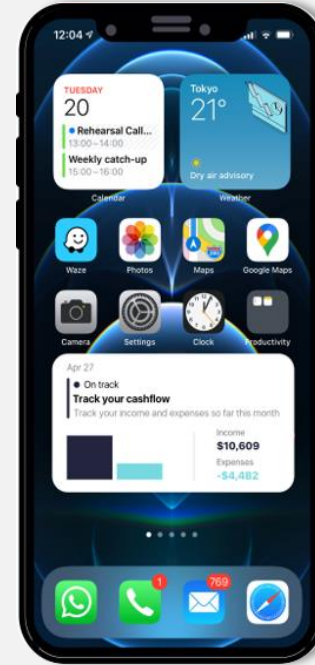 12:04
TUESDAY
20
Rehearsal Call...
13:00–14:00
Weekly catch-up
15:00–16:00
Calendar
Tokyo
21°
Dry air advisory
Weather
Waze
Photos
Maps
Google Maps
Camera
Settings
Clock
Productivity
Apr 27
On track
Track your cashflow
Track your income and expenses so far this month
Income
$10,609
Expenses
-$4,482
1
769